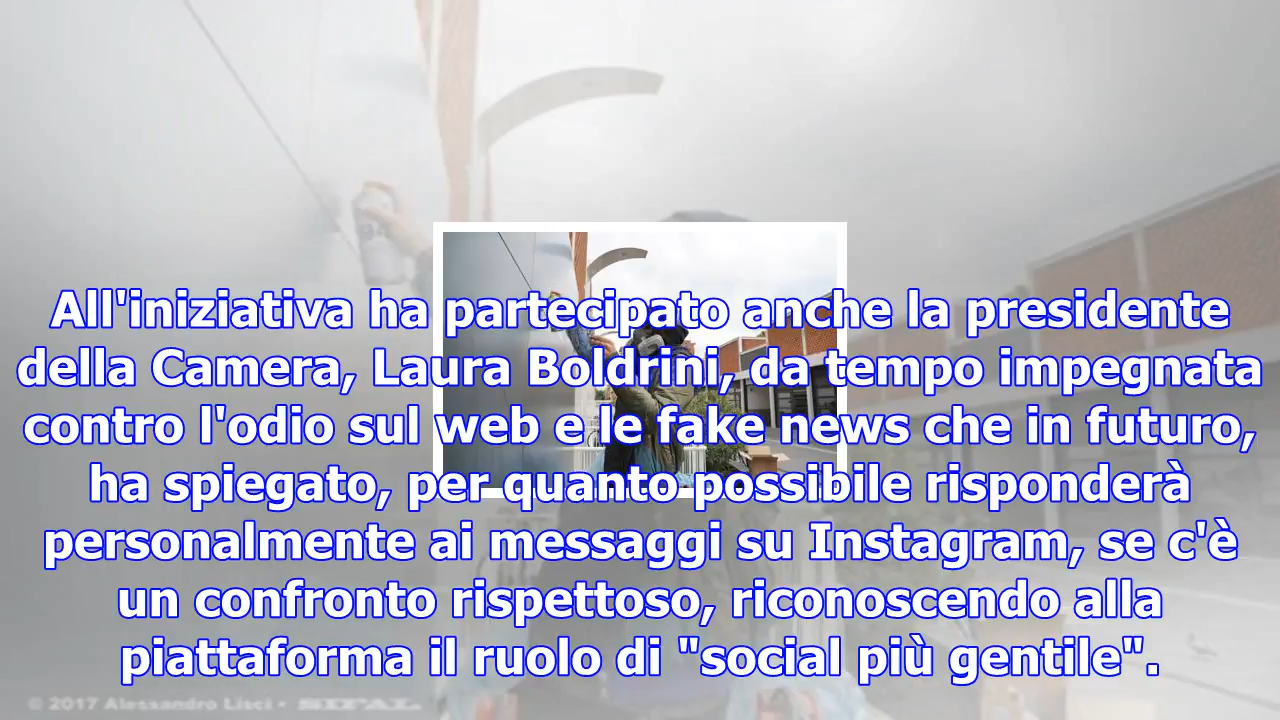 All'iniziativa ha partecipato anche la presidente
della Camera, Laura Boldrini, da tempo impegnata
contro l'odio sul web e le fake news che in futuro,
ha spiegato, per quanto possibile risponderà
personalmente ai messaggi su Instagram, se c'è
un confronto rispettoso, riconoscendo alla
piattaforma il ruolo di "social più gentile".
© 2017 Alessandro Lisci - SIPAL